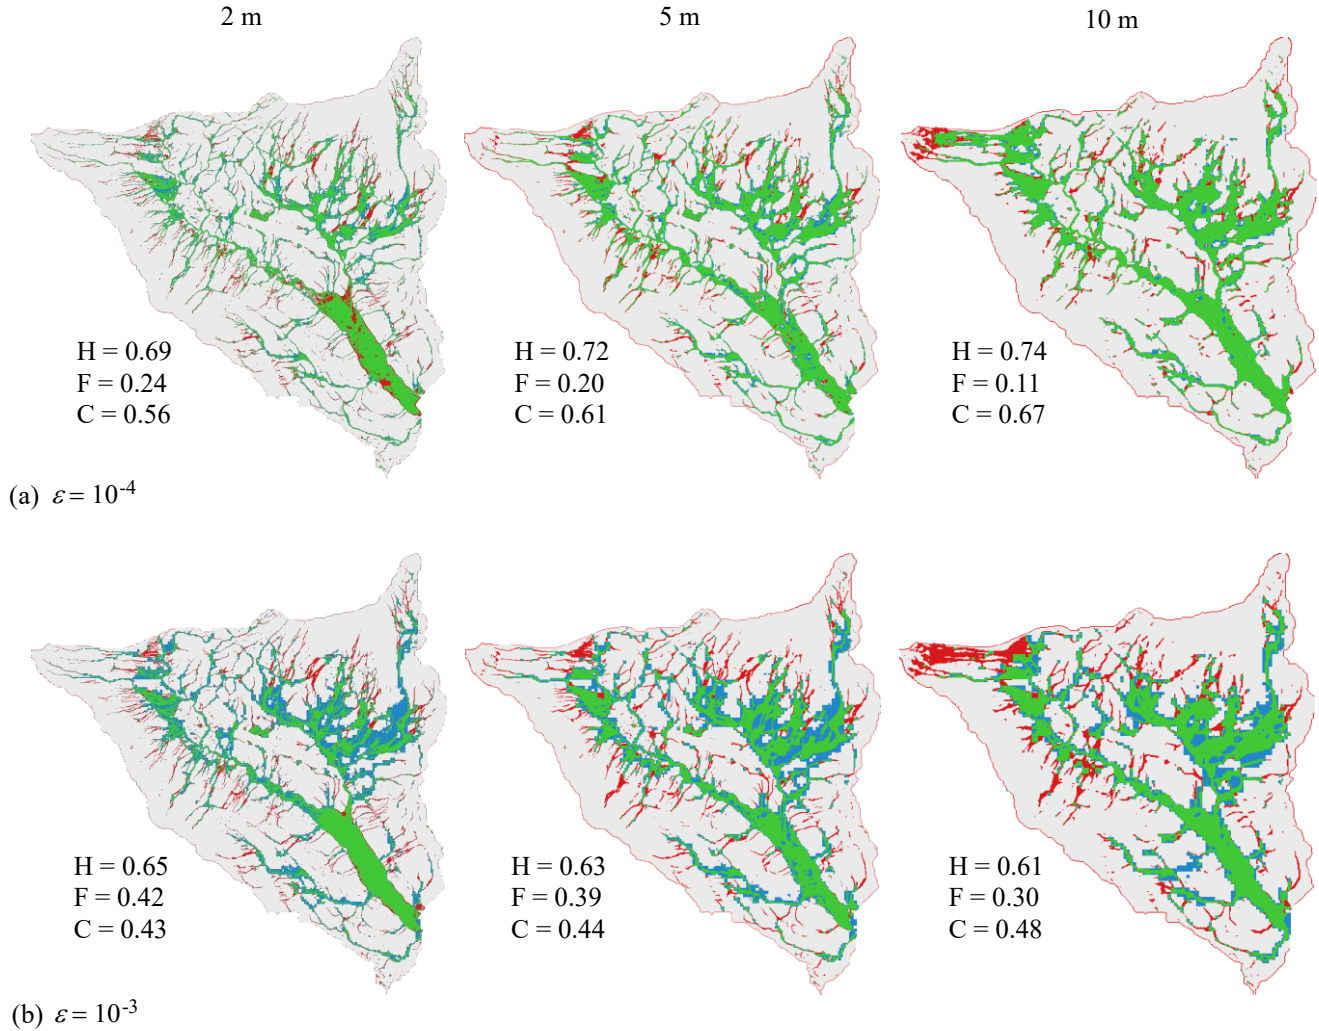 2 m 5 m 10 m
H = 0.69 H = 0.72 H = 0.74
F = 0.24 F = 0.20 F = 0.11
C = 0.56 C = 0.61 C = 0.67
(a) ε = 10⁻⁴
H = 0.65 H = 0.63 H = 0.61
F = 0.42 F = 0.39 F = 0.30
C = 0.43 C = 0.44 C = 0.48
(b) ε = 10⁻³